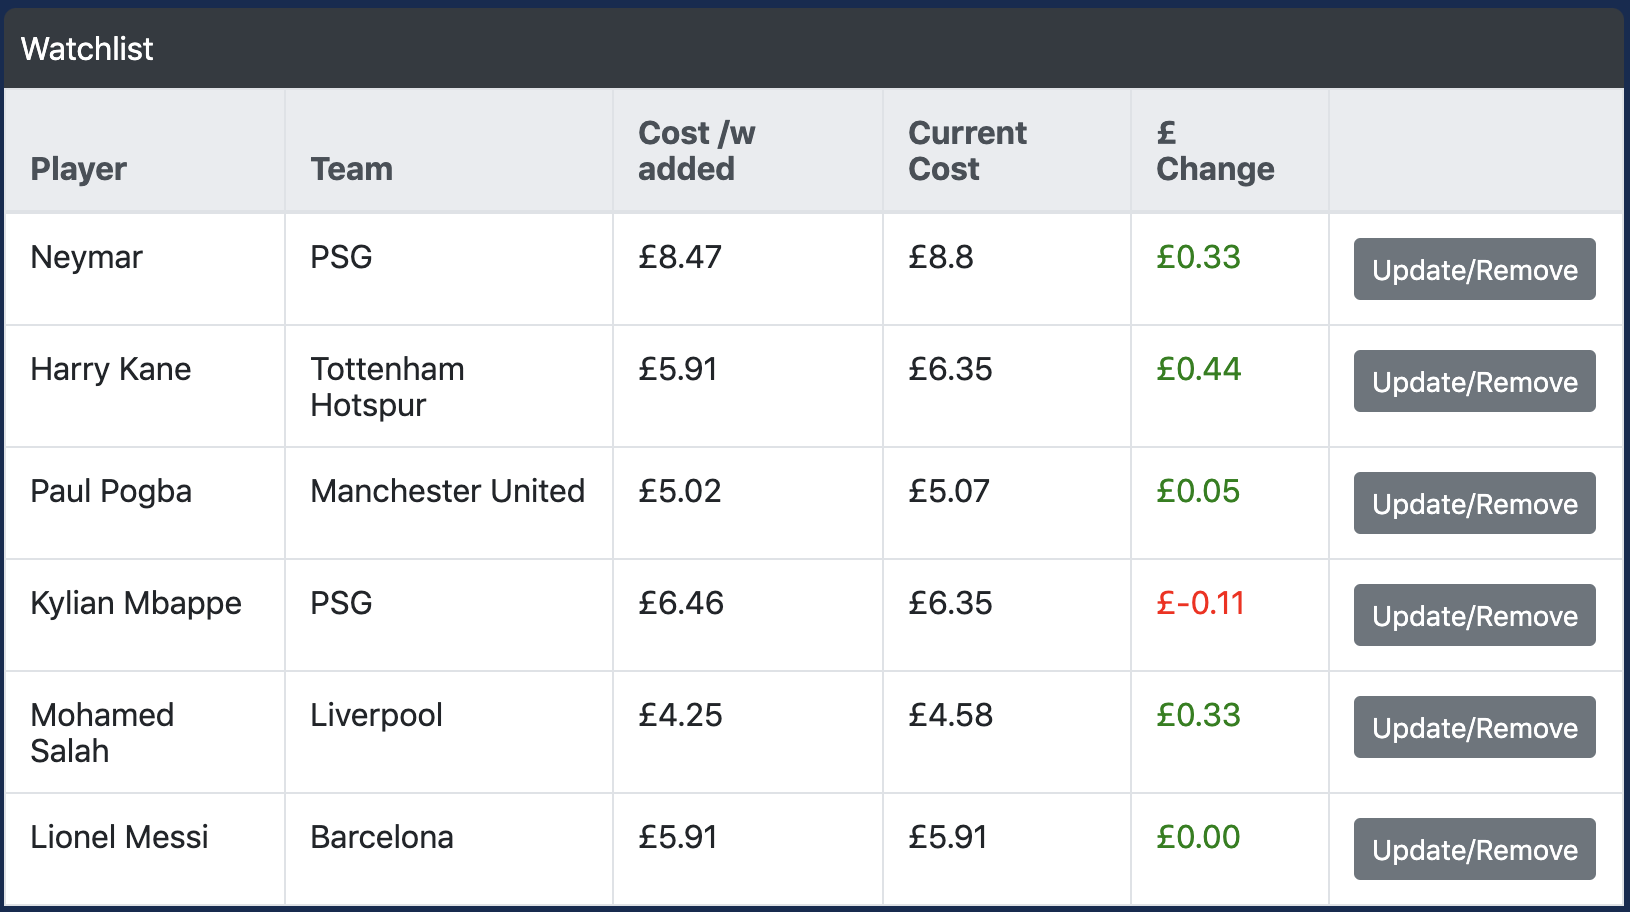 Watchlist
Player Team Cost /w added Current Cost £ Change
Neymar PSG £8.47 £8.8 £0.33 Update/Remove
Harry Kane Tottenham Hotspur £5.91 £6.35 £0.44 Update/Remove
Paul Pogba Manchester United £5.02 £5.07 £0.05 Update/Remove
Kylian Mbappe PSG £6.46 £6.35 £-0.11 Update/Remove
Mohamed Salah Liverpool £4.25 £4.58 £0.33 Update/Remove
Lionel Messi Barcelona £5.91 £5.91 £0.00 Update/Remove